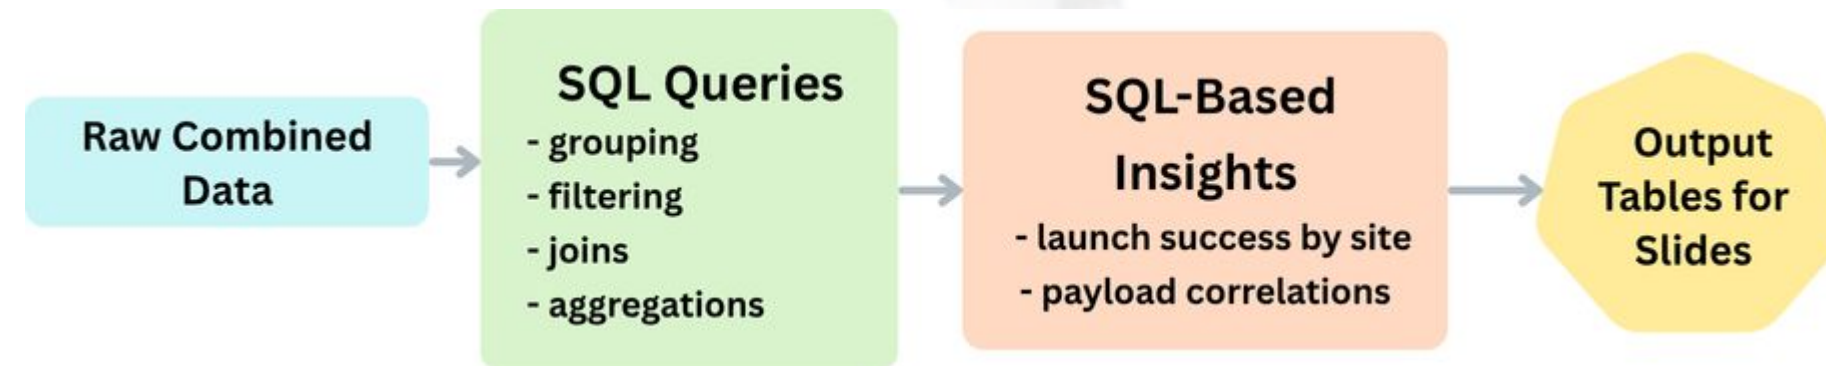 Raw Combined
Data
SQL Queries
- grouping
- filtering
- joins
- aggregations
SQL-Based
Insights
- launch success by site
- payload correlations
Output
Tables for
Slides